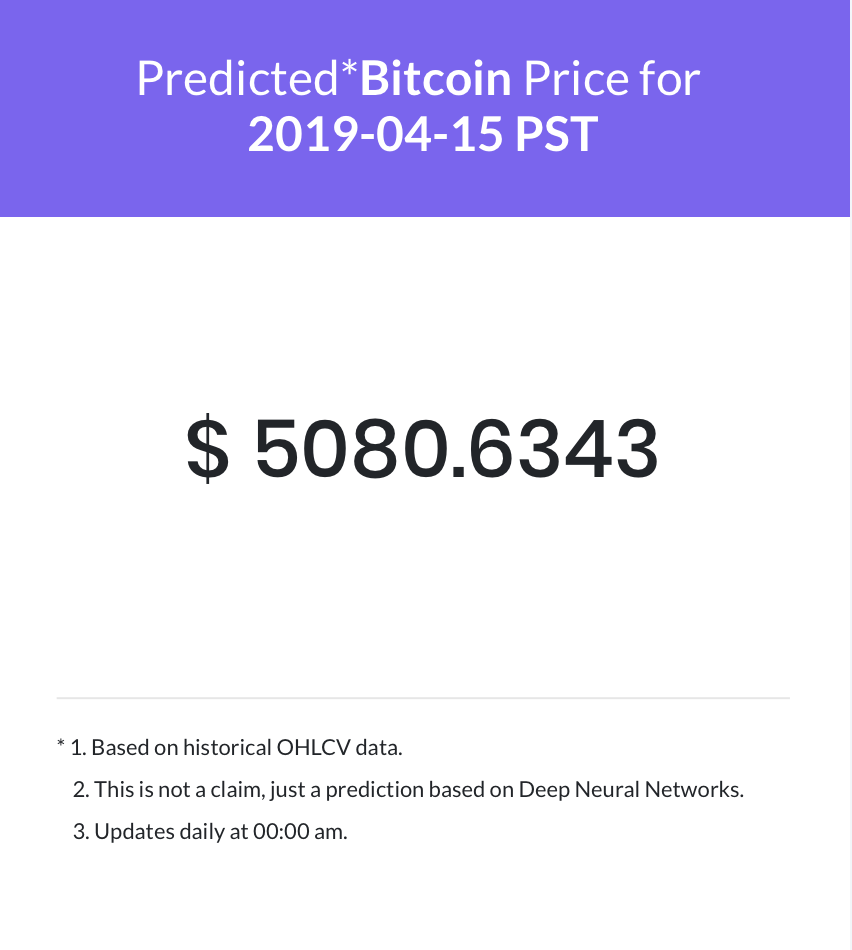 Predicted*Bitcoin Price for
2019-04-15 PST
$ 5080.6343
* 1. Based on historical OHLCV data.
2. This is not a claim, just a prediction based on Deep Neural Networks.
3. Updates daily at 00:00 am.